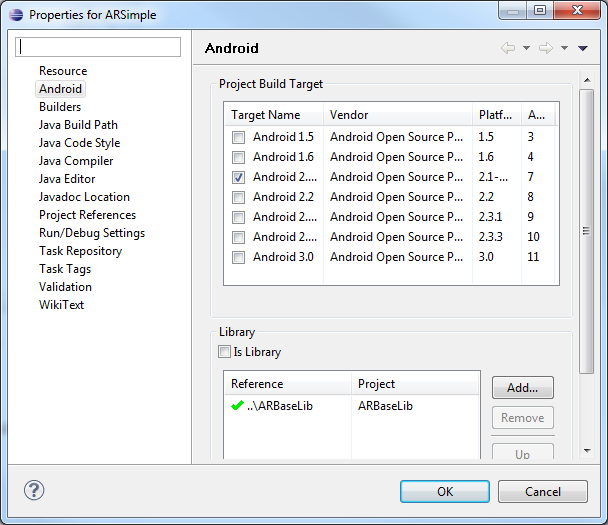 Properties for ARSimple
Android
Resource
Android
Builders
Java Build Path
Java Code Style
Java Compiler
Java Editor
Javadoc Location
Project References
Run/Debug Settings
Task Repository
Task Tags
Validation
WikiText
Project Build Target
Target Name Vendor Platf... A...
Android 1.5 Android Open Source P... 1.5 3
Android 1.6 Android Open Source P... 1.6 4
Android 2.... Android Open Source P... 2.1-... 7
Android 2.2 Android Open Source P... 2.2 8
Android 2.... Android Open Source P... 2.3.1 9
Android 2.... Android Open Source P... 2.3.3 10
Android 3.0 Android Open Source P... 3.0 11
Library
Is Library
Reference Project
..\ARBaseLib ARBaseLib
Add...
Remove
Up
?
OK Cancel